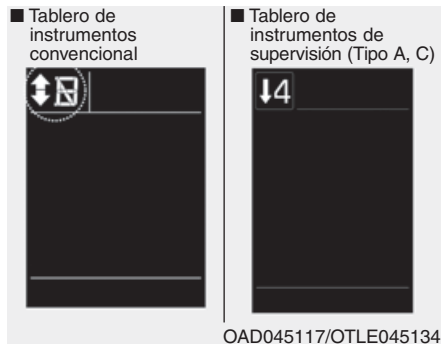 ■ Tablero de
instrumentos
convencional
■ Tablero de
instrumentos de
supervisión (Tipo A, C)
4
OAD045117/OTLE045134